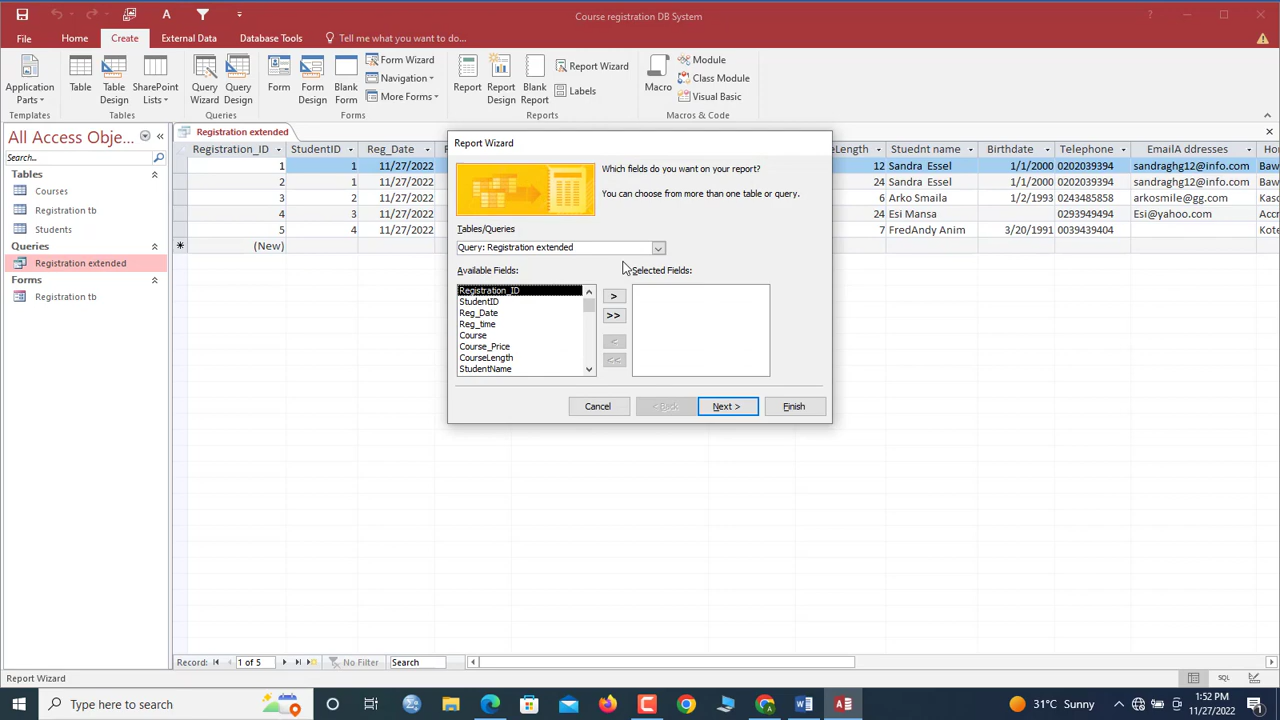 Course registration DB System
?
File
Home
Create
External Data
Database Tools
Tell me what you want to do...
Application Parts
Table
Table Design
SharePoint Lists
Query Wizard
Query Design
Form
Form Design
Blank Form
Form Wizard
Navigation
More Forms
Report
Report Design
Blank Report
Report Wizard
Labels
Macro
Module
Class Module
Visual Basic
Templates
Tables
Queries
Forms
Reports
Macros & Code
All Access Obje...
Search...
Tables
Courses
Registration tb
Students
Queries
Registration extended
Forms
Registration tb
Registration extended
Registration_ID StudentID Reg_Date Stuednt name Birthdate Telephone EmailA ddesses
1 1 11/27/2022 12 Sandra Essel 1/1/2000 0202039394 sandraghg12@info.com
2 1 11/27/2022 24 Sandra Essel 1/1/2000 0202039394 sandraghg12@info.com
3 2 11/27/2022 6 Arko Smaila 1/2/1993 0243485858 arkosmile@gg.com
4 3 11/27/2022 24 Esi Mansa 0293949494 Esi@yahoo.com
5 4 11/27/2022 7 FredAndy Anim 3/20/1991 0039439404
(New)
Report Wizard
Which fields do you want on your report?
You can choose from more than one table or query.
Tables/Queries
Query: Registration extended
Available Fields:
Selected Fields:
Registration_ID
StudentID
Reg_Date
Reg_time
Course
Course_Price
CourseLength
StudentName
>
>>
<
<<
Cancel
< Back
Next >
Finish
Record:
1 of 5
No Filter
Search
Report Wizard
SQL
Type here to search
31°C Sunny
1:52 PM
11/27/2022